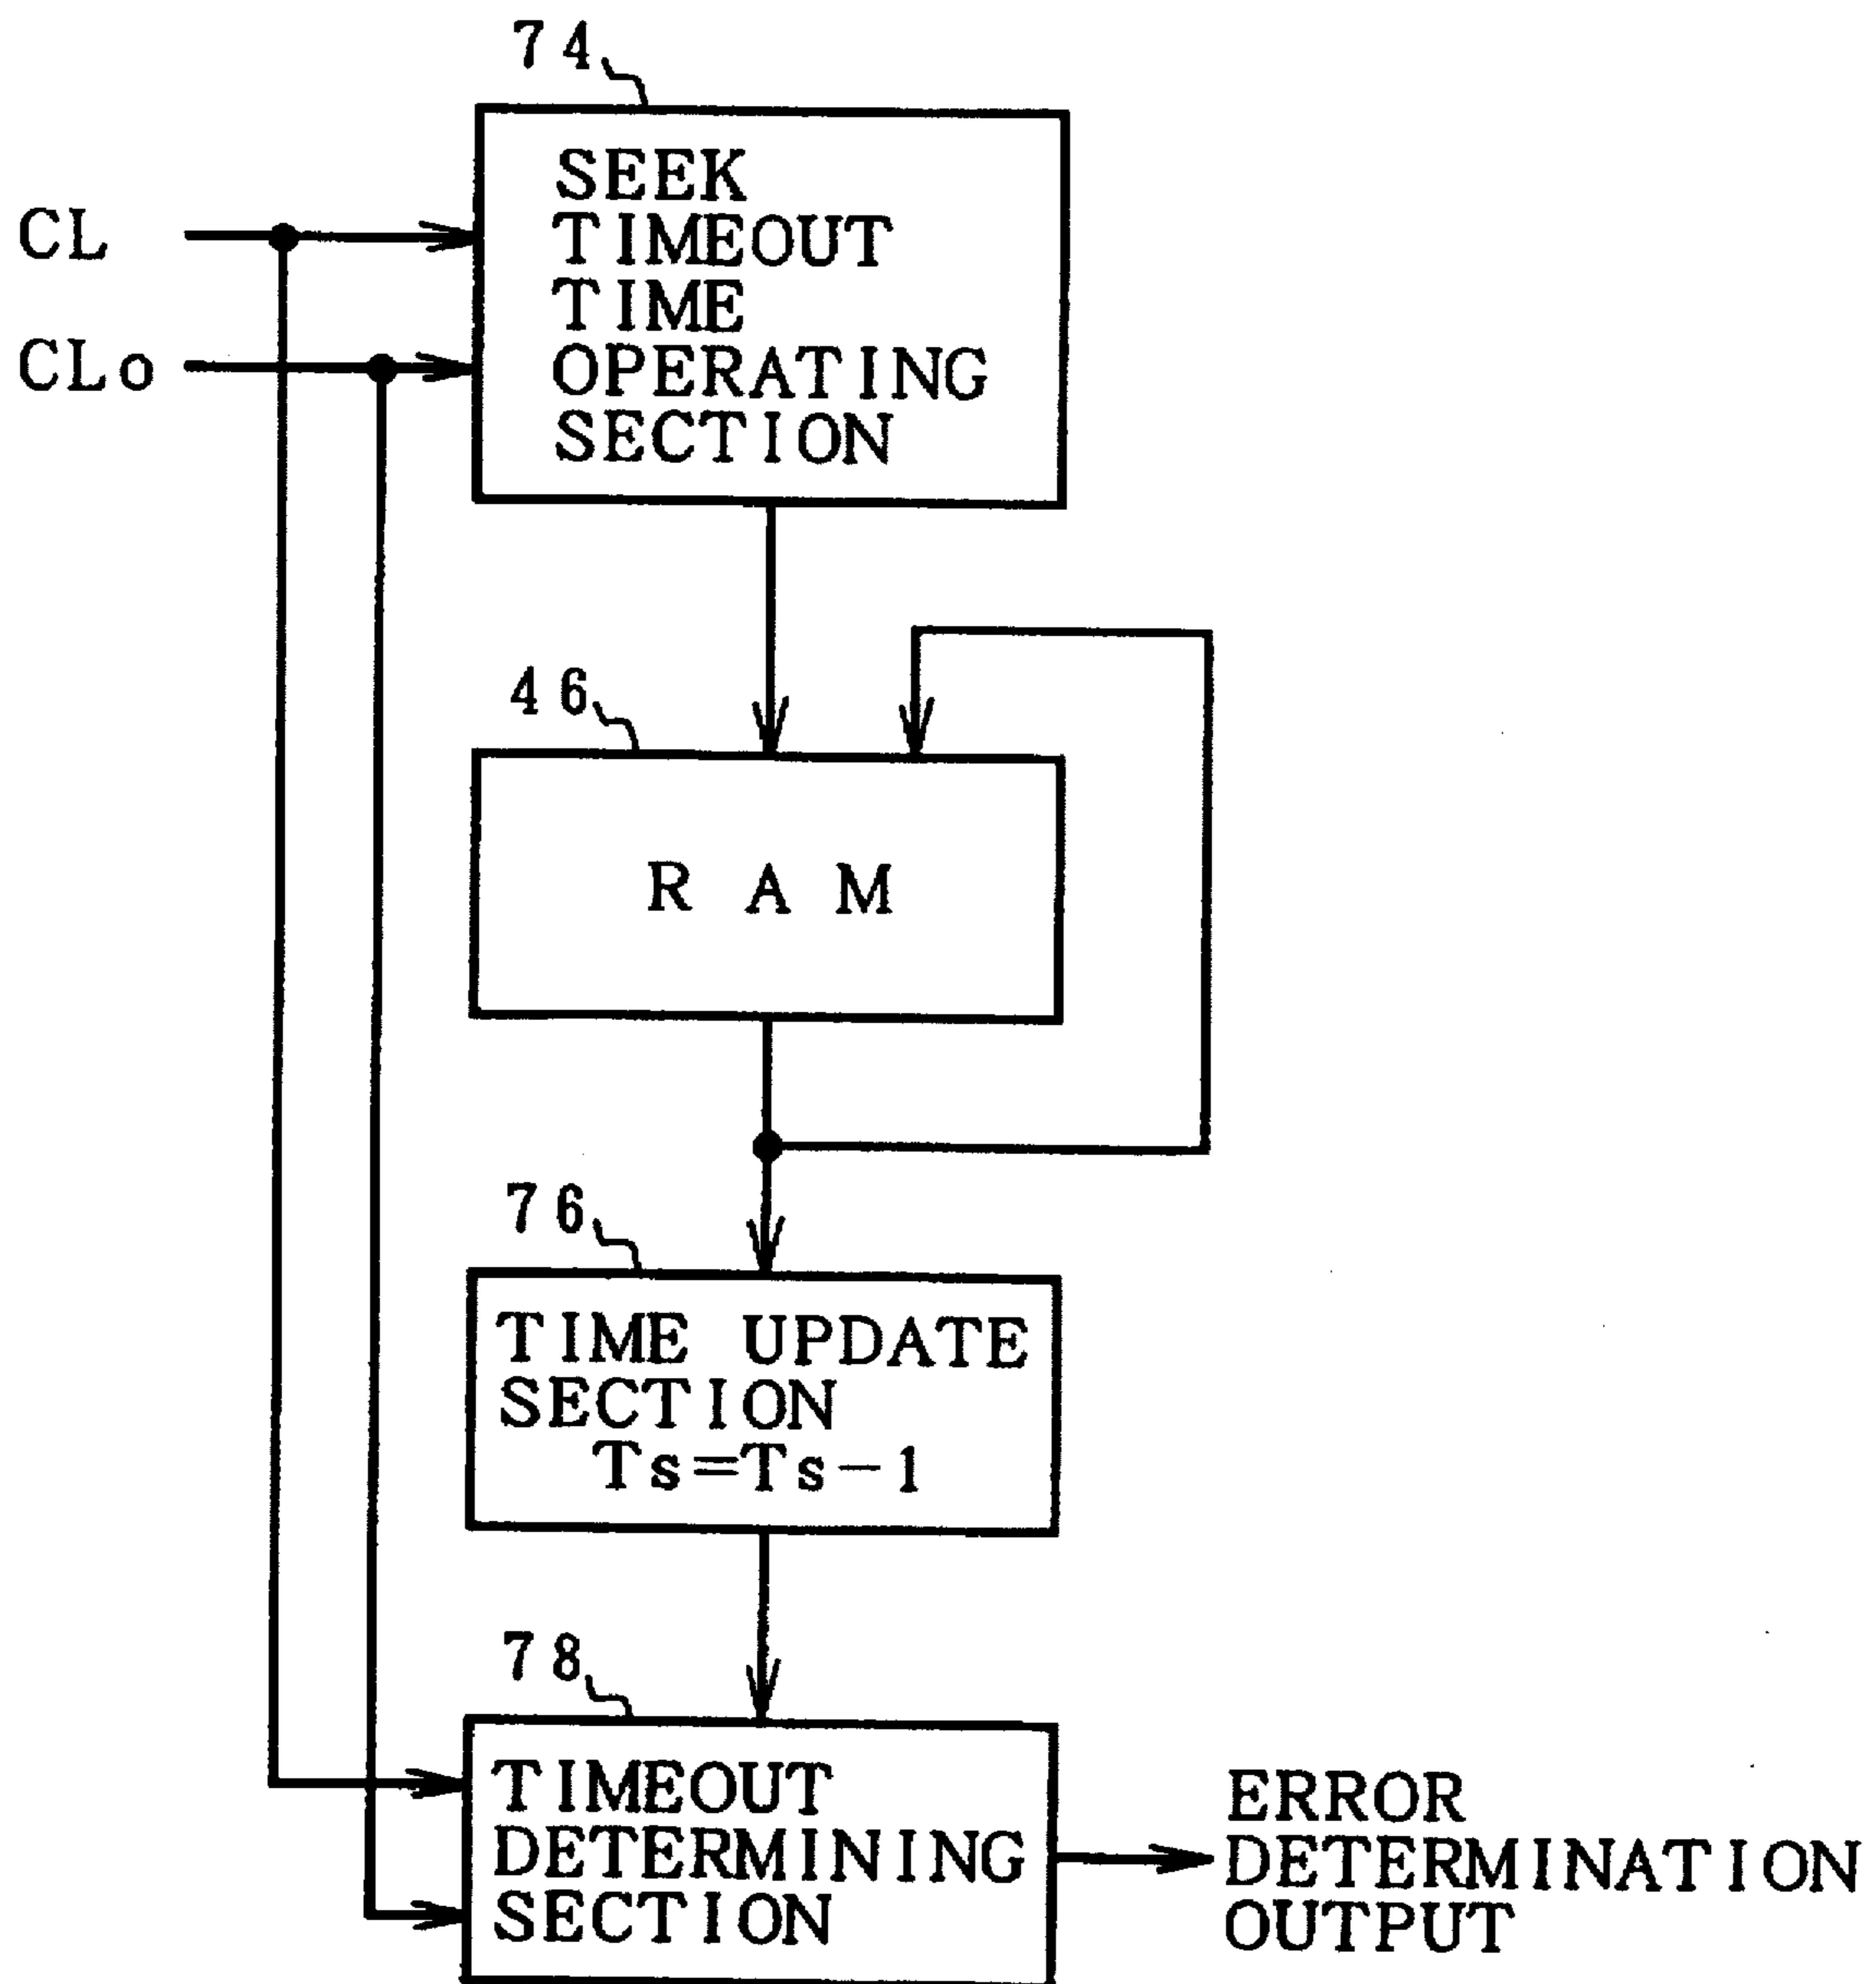 74
SEEK
TIMEOUT
TIME
OPERATING
SECTION
CL
CLo
46
RAM
76
TIME UPDATE
SECTION
Ts=Ts-1
78
TIMEOUT
DETERMINING
SECTION
ERROR
DETERMINATION
OUTPUT